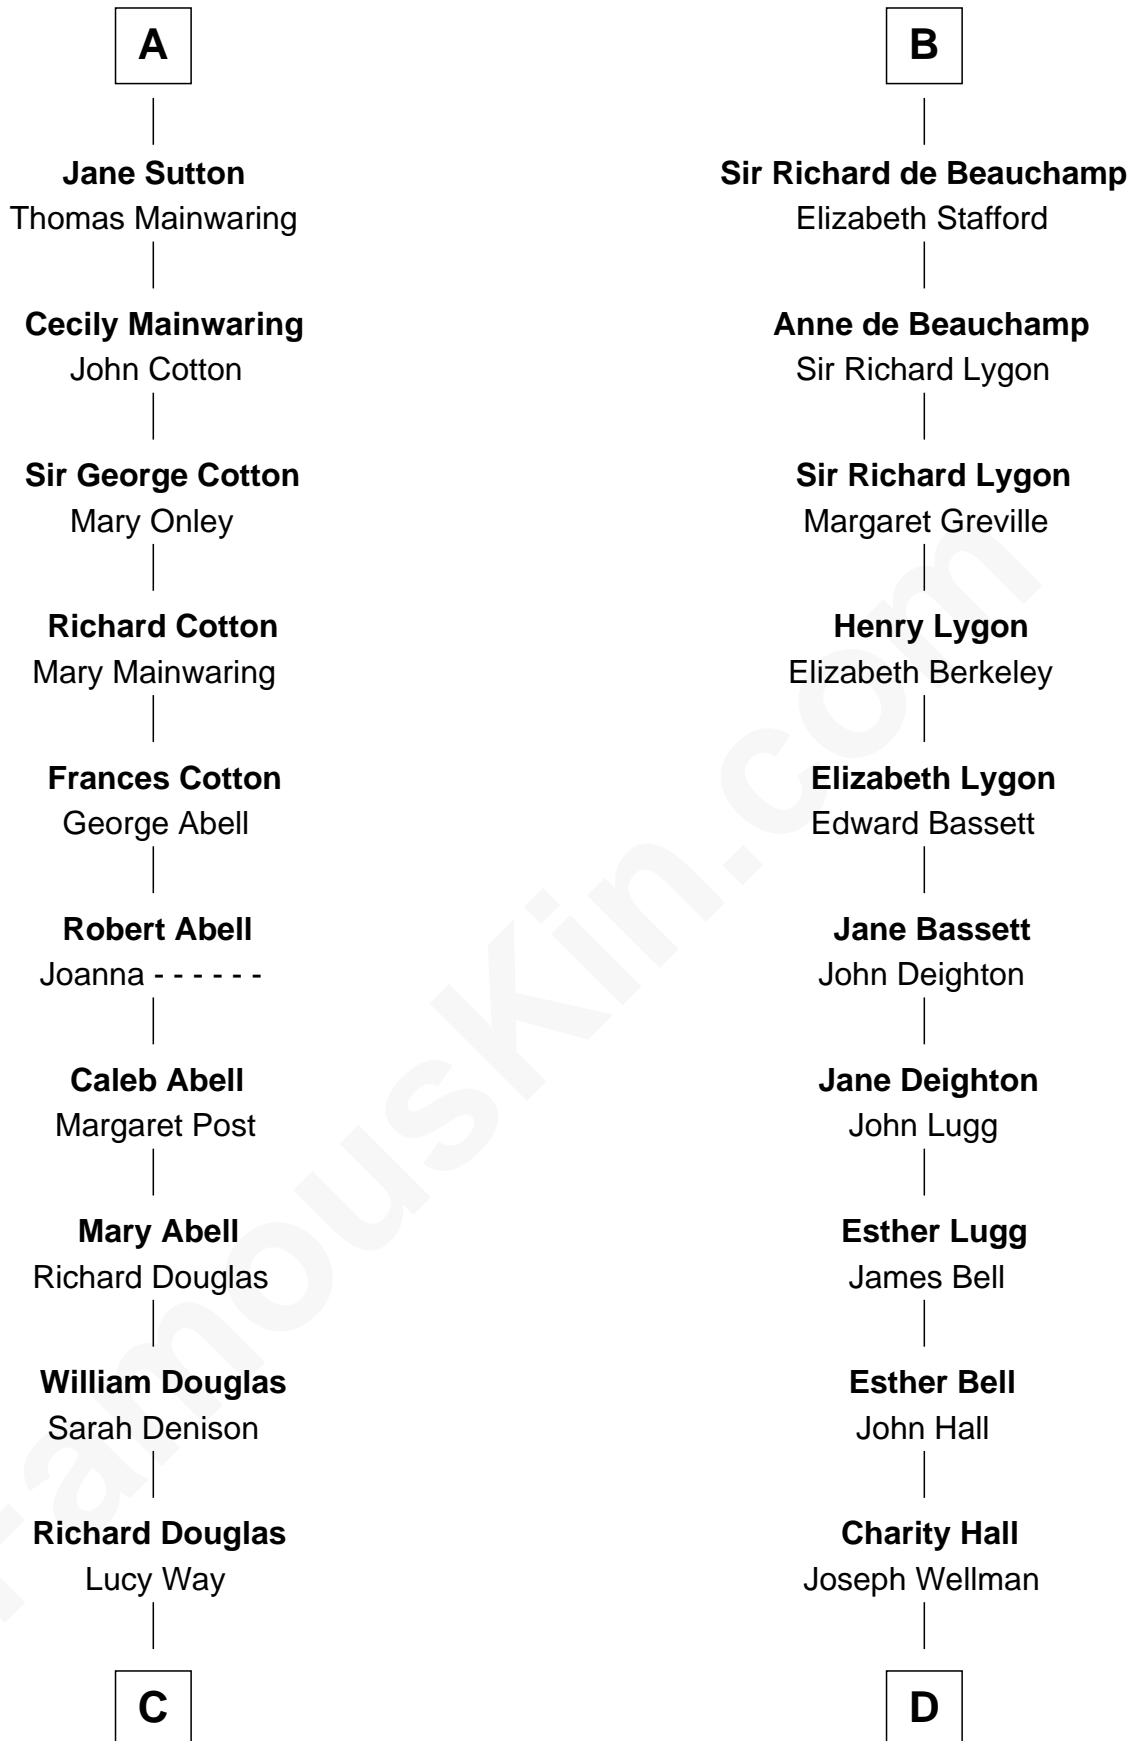 A
Jane Sutton
Thomas Mainwaring
Cecily Mainwaring
John Cotton
Sir George Cotton
Mary Onley
Richard Cotton
Mary Mainwaring
Frances Cotton
George Abell
Robert Abell
Joanna - - - - - -
Caleb Abell
Margaret Post
Mary Abell
Richard Douglas
William Douglas
Sarah Denison
Richard Douglas
Lucy Way
C
B
Sir Richard de Beauchamp
Elizabeth Stafford
Anne de Beauchamp
Sir Richard Lygon
Sir Richard Lygon
Margaret Greville
Henry Lygon
Elizabeth Berkeley
Elizabeth Lygon
Edward Bassett
Jane Bassett
John Deighton
Jane Deighton
John Lugg
Esther Lugg
James Bell
Esther Bell
John Hall
Charity Hall
Joseph Wellman
D
FamousKin.com